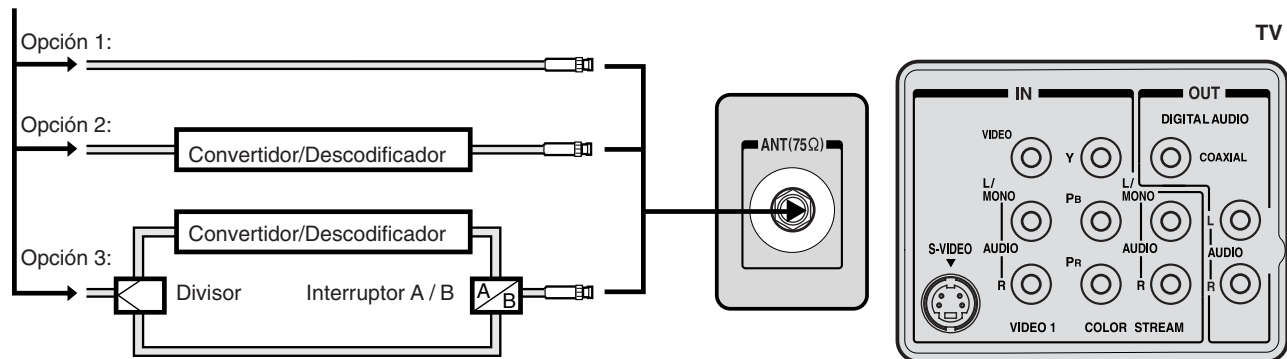 Opción 1:
Opción 2:
Convertidor/Descodificador
Convertidor/Descodificador
Opción 3:
Divisor
Interruptor A / B
A
B
ANT(75Ω)
TV
IN
OUT
DIGITAL AUDIO
VIDEO
Y
COAXIAL
L/
MONO
PB
L/
MONO
L
S-VIDEO
AUDIO
PR
AUDIO
AUDIO
R
R
R
VIDEO 1
COLOR STREAM